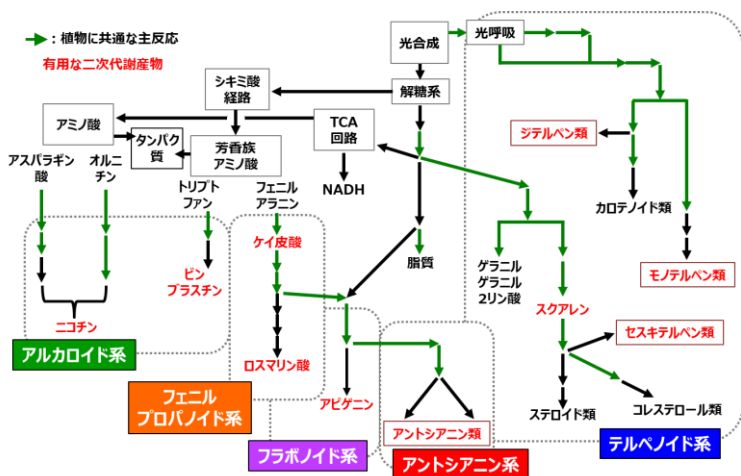 :植物に共通な主反応
有用な二次代謝産物
光合成
光呼吸
シキミ酸
経路
解糖系
アミノ酸
タンパク
質
芳香族
アミノ酸
TCA
回路
NADH
ジテルペン類
カロテノイド類
アスパラギン
酸
オルニ
チン
トリプト
ファン
フェニル
アラニン
ケイ皮酸
脂質
ゲラニル
ゲラニル
2リン酸
モノテルペン類
ビン
ブラスチン
スクアレン
セスキテルペン類
ニコチン
ロスマリン酸
アピゲニン
アントシアニン類
ステロイド類
コレステロール類
アルカロイド系
フェニル
プロパノイド系
フラボノイド系
アントシアニン系
テルペノイド系